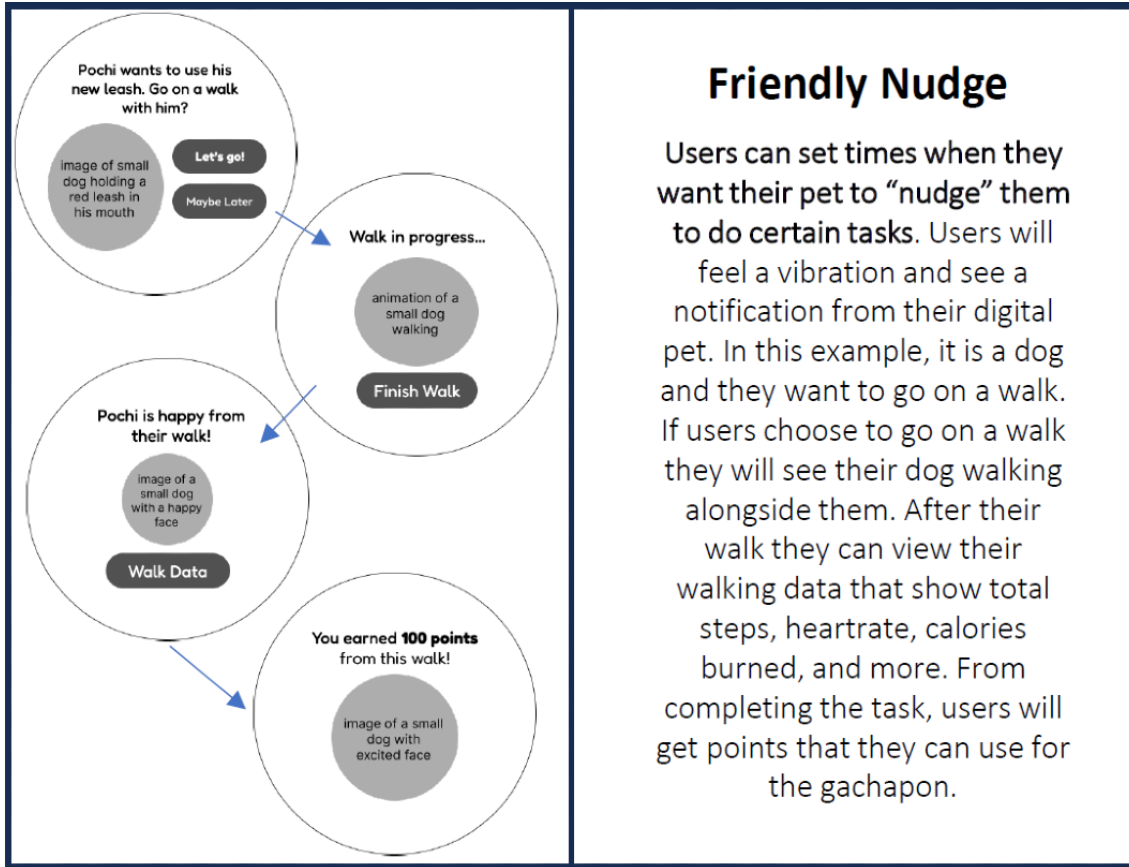 Pochi wants to use his
new leash. Go on a walk
with him?
image of small
dog holding a
red leash in
his mouth
Let's go!
Maybe Later
Walk in progress...
animation of a
small dog
walking
Finish Walk
Pochi is happy from
their walk!
image of a
small dog
with a happy
face
Walk Data
You earned 100 points
from this walk!
image of a small
dog with
excited face
Friendly Nudge
Users can set times when they
want their pet to “nudge” them
to do certain tasks. Users will
feel a vibration and see a
notification from their digital
pet. In this example, it is a dog
and they want to go on a walk.
If users choose to go on a walk
they will see their dog walking
alongside them. After their
walk they can view their
walking data that show total
steps, heartrate, calories
burned, and more. From
completing the task, users will
get points that they can use for
the gachapon.